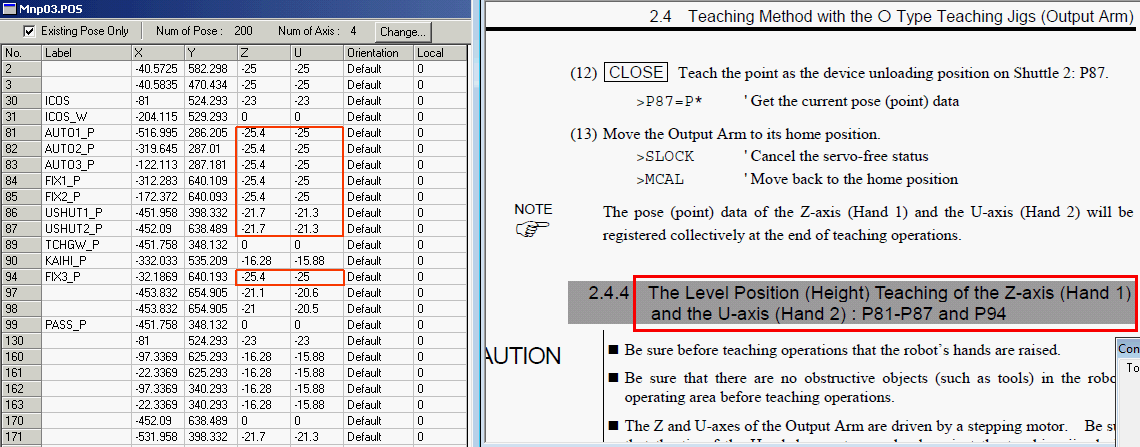 Mnp03.POS
Existing Pose Only Num of Pose : 200 Num of Axis : 4 Change...
No. Label X Y Z U Orientation Local
2 -40.5725 582.298 -25 -25 Default 0
3 -40.5835 470.434 -25 -25 Default 0
30 ICOS -81 524.293 -23 -23 Default 0
31 ICOS_W -204.115 529.293 0 0 Default 0
81 AUTO1_P -516.995 286.205 -25.4 -25 Default 0
82 AUTO2_P -319.645 287.01 -25.4 -25 Default 0
83 AUTO3_P -122.113 287.181 -25.4 -25 Default 0
84 FIX1_P -312.283 640.109 -25.4 -25 Default 0
85 FIX2_P -172.372 640.093 -25.4 -25 Default 0
86 USHUT1_P -451.958 398.332 -21.7 -21.3 Default 0
87 USHUT2_P -452.09 638.489 -21.7 -21.3 Default 0
89 TCHGW_P -451.758 348.132 0 0 Default 0
90 KAIHI_P -332.033 535.209 -16.28 -15.88 Default 0
94 FIX3_P -32.1869 640.193 -25.4 -25 Default 0
97 -453.832 654.905 -21.1 -20.6 Default 0
98 -453.832 654.905 -21 -20.5 Default 0
99 PASS_P -451.758 348.132 0 0 Default 0
130 -81 524.293 -23 -23 Default 0
160 -97.3369 625.293 -16.28 -15.88 Default 0
161 -22.3369 625.293 -16.28 -15.88 Default 0
162 -97.3369 340.293 -16.28 -15.88 Default 0
163 -22.3369 340.293 -16.28 -15.88 Default 0
170 -452.09 638.489 0 0 Default 0
171 -531.958 398.332 -21.7 -21.3 Default 0
2.4 Teaching Method with the O Type Teaching Jigs (Output Arm)
(12) CLOSE Teach the point as the device unloading position on Shuttle 2: P87.
>P87=P* ' Get the current pose (point) data
(13) Move the Output Arm to its home position.
>SLOCK ' Cancel the servo-free status
>MCAL ' Move back to the home position
NOTE The pose (point) data of the Z-axis (Hand 1) and the U-axis (Hand 2) will be
registered collectively at the end of teaching operations.
2.4.4 The Level Position (Height) Teaching of the Z-axis (Hand 1)
and the U-axis (Hand 2) : P81-P87 and P94
AUTION ■ Be sure before teaching operations that the robot's hands are raised.
■ Be sure that there are no obstructive objects (such as tools) in the robo
operating area before teaching operations.
■ The Z and U-axes of the Output Arm are driven by a stepping motor. Be su
Con
To